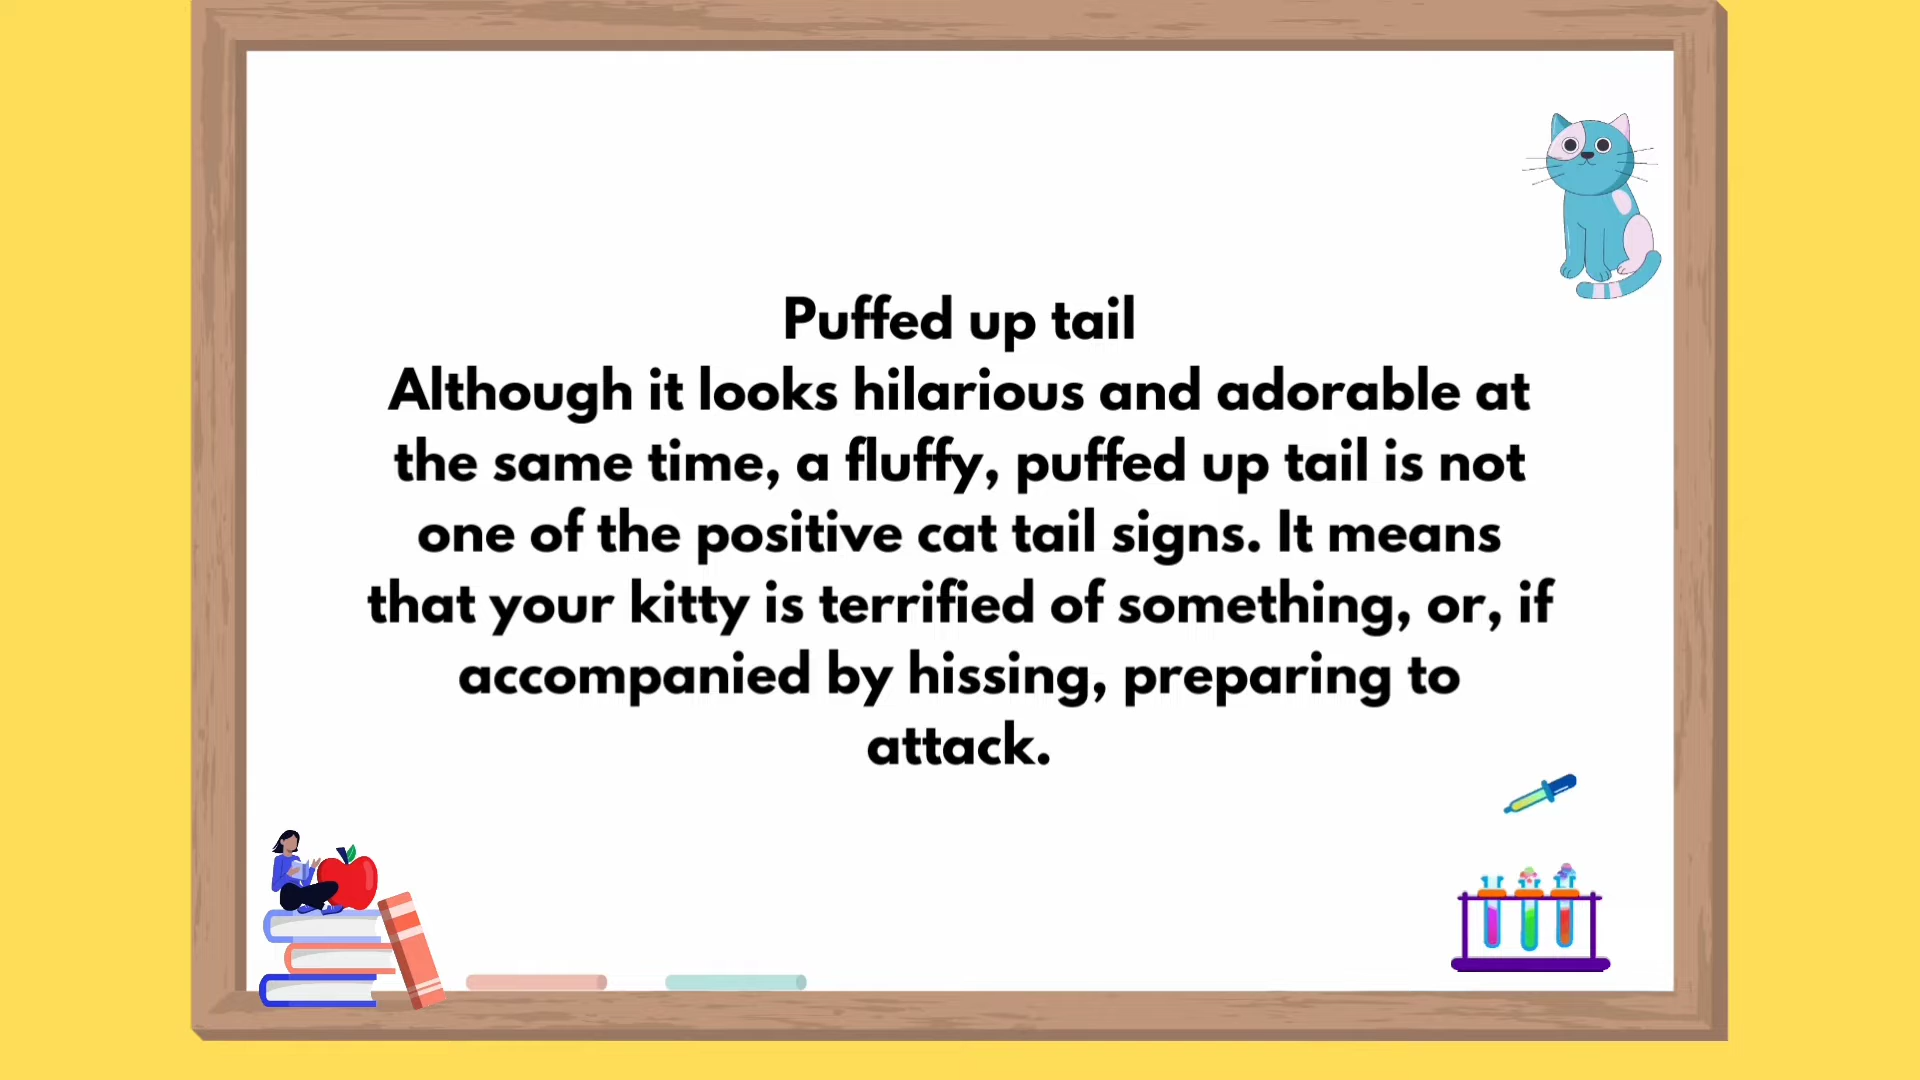 Puffed up tail
Although it looks hilarious and adorable at
the same time, a fluffy, puffed up tail is not
one of the positive cat tail signs. It means
that your kitty is terrified of something, or, if
accompanied by hissing, preparing to
attack.